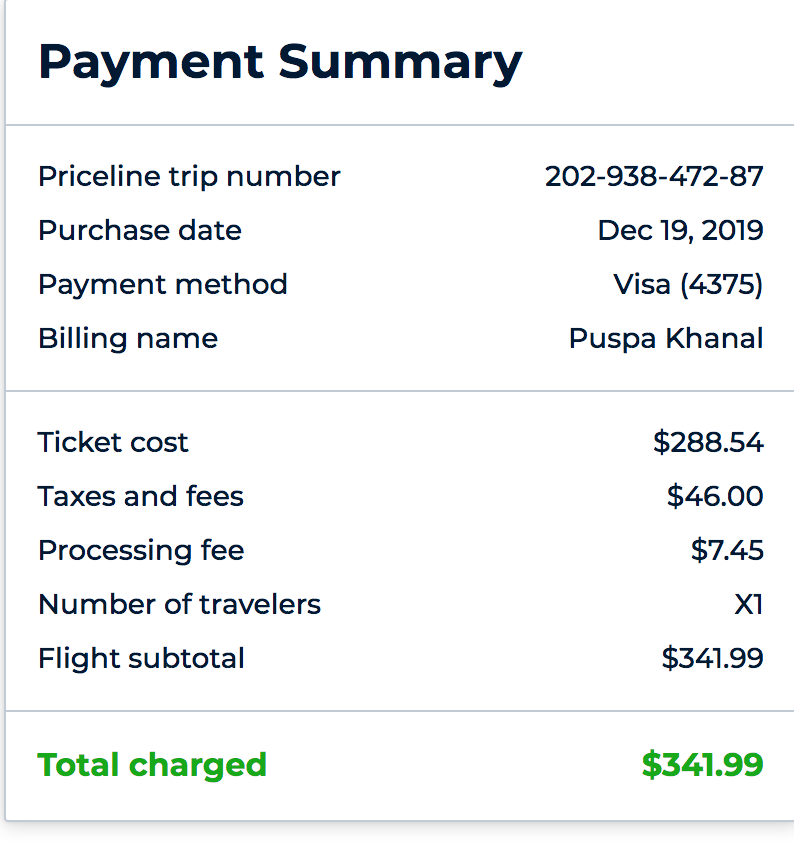 Payment Summary
Priceline trip number 202-938-472-87
Purchase date Dec 19, 2019
Payment method Visa (4375)
Billing name Puspa Khanal
Ticket cost $288.54
Taxes and fees $46.00
Processing fee $7.45
Number of travelers X1
Flight subtotal $341.99
Total charged $341.99